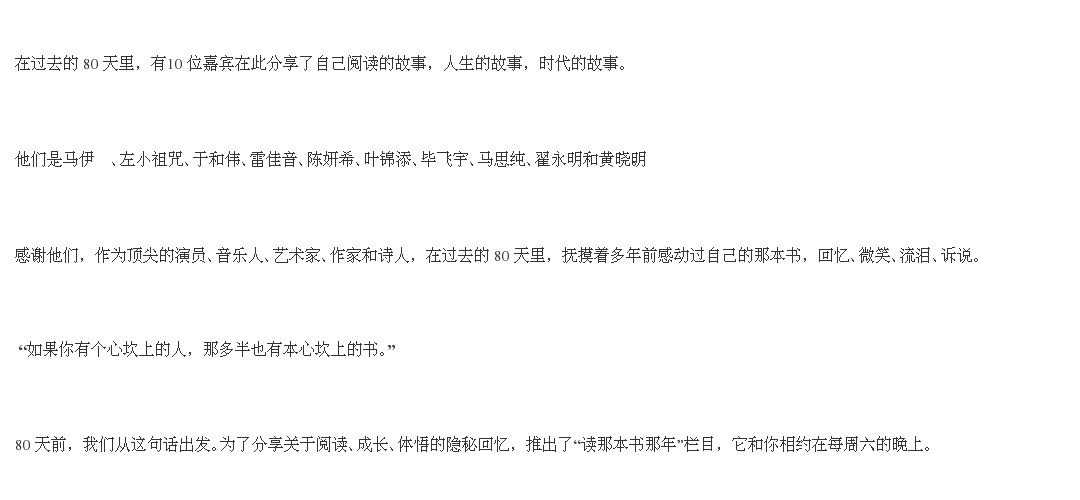 在过去的 80 天里，有10 位嘉宾在此分享了自己阅读的故事，人生的故事，时代的故事。
他们是马伊　、左小祖咒、于和伟、雷佳音、陈妍希、叶锦添、毕飞宇、马思纯、翟永明和黄晓明
感谢他们，作为顶尖的演员、音乐人、艺术家、作家和诗人，在过去的 80 天里，抚摸着多年前感动过自己的那本书，回忆、微笑、流泪、诉说。
“如果你有个心坎上的人，那多半也有本心坎上的书。”
80 天前，我们从这句话出发。为了分享关于阅读、成长、体悟的隐秘回忆，推出了“读那本书那年”栏目，它和你相约在每周六的晚上。